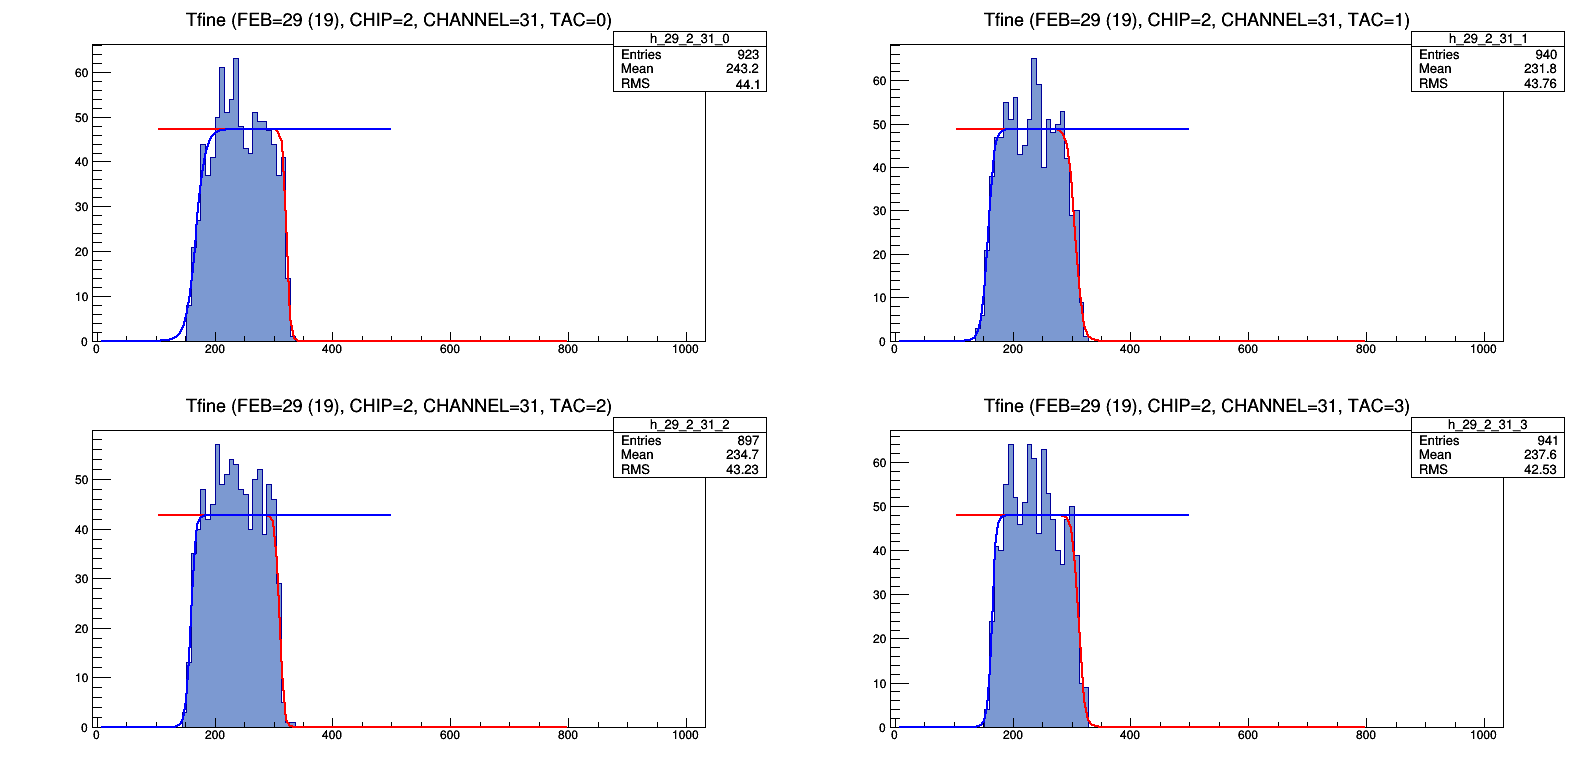 Tfine (FEB=29 (19), CHIP=2, CHANNEL=31, TAC=0)
h_29_2_31_0
Entries 923
Mean 243.2
RMS 44.1
60
50
40
30
20
10
0
0 200 400 600 800 1000
Tfine (FEB=29 (19), CHIP=2, CHANNEL=31, TAC=1)
h_29_2_31_1
Entries 940
Mean 231.8
RMS 43.76
60
50
40
30
20
10
0
0 200 400 600 800 1000
Tfine (FEB=29 (19), CHIP=2, CHANNEL=31, TAC=2)
h_29_2_31_2
Entries 897
Mean 234.7
RMS 43.23
50
40
30
20
10
0
0 200 400 600 800 1000
Tfine (FEB=29 (19), CHIP=2, CHANNEL=31, TAC=3)
h_29_2_31_3
Entries 941
Mean 237.6
RMS 42.53
60
50
40
30
20
10
0
0 200 400 600 800 1000